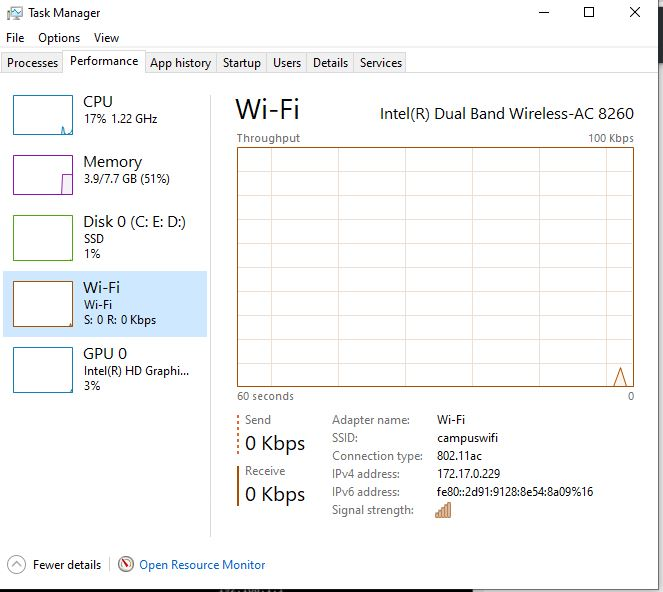 Task Manager
File Options View
Processes Performance App history Startup Users Details Services
CPU
17% 1.22 GHz
Memory
3.9/7.7 GB (51%)
Disk 0 (C: E: D:)
SSD
1%
Wi-Fi
Wi-Fi
S: 0 R: 0 Kbps
GPU 0
Intel(R) HD Graphi...
3%
Wi-Fi Intel(R) Dual Band Wireless-AC 8260
Throughput 100 Kbps
60 seconds 0
Send
0 Kbps
Receive
0 Kbps
Adapter name: Wi-Fi
SSID: campuswifi
Connection type: 802.11ac
IPv4 address: 172.17.0.229
IPv6 address: fe80::2d91:9128:8e54:8a09%16
Signal strength:
Fewer details Open Resource Monitor